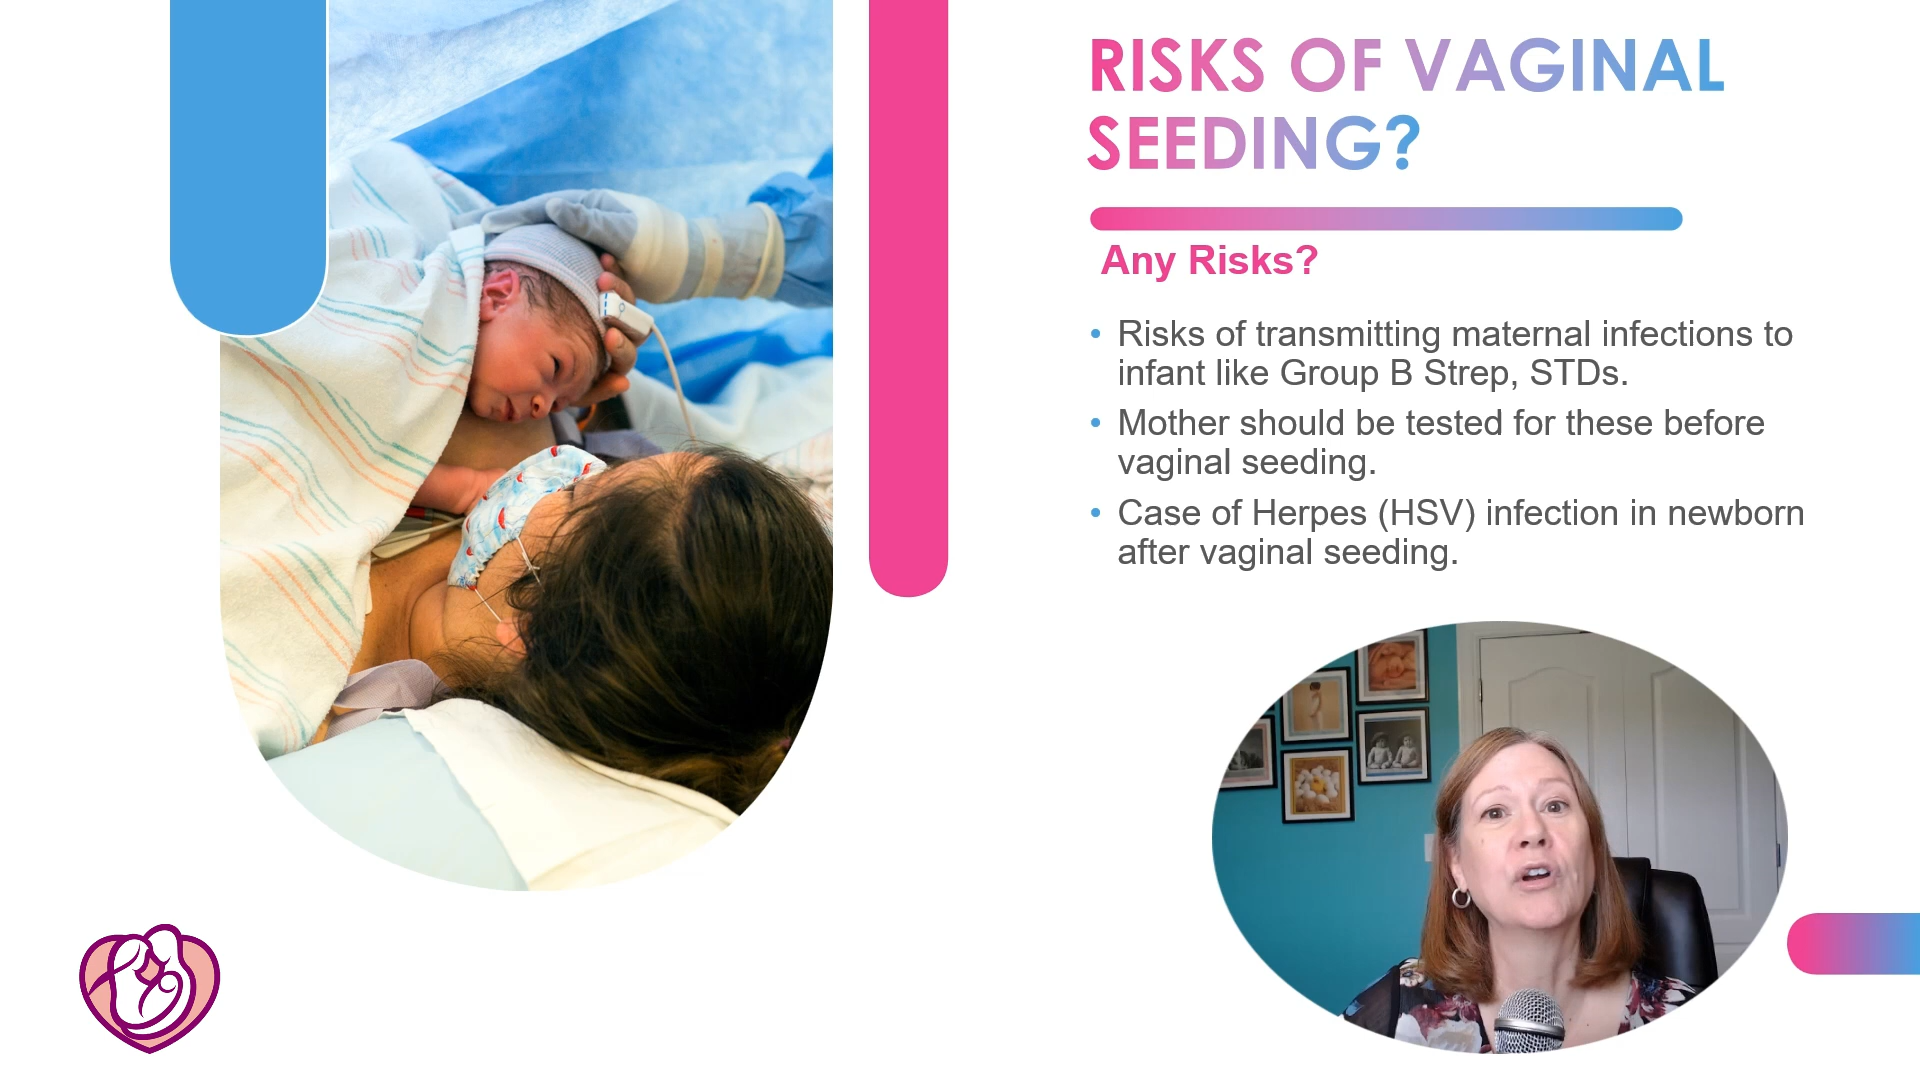 RISKS OF VAGINAL
SEEDING?
Any Risks?
• Risks of transmitting maternal infections to
infant like Group B Strep, STDs.
• Mother should be tested for these before
vaginal seeding.
• Case of Herpes (HSV) infection in newborn
after vaginal seeding.